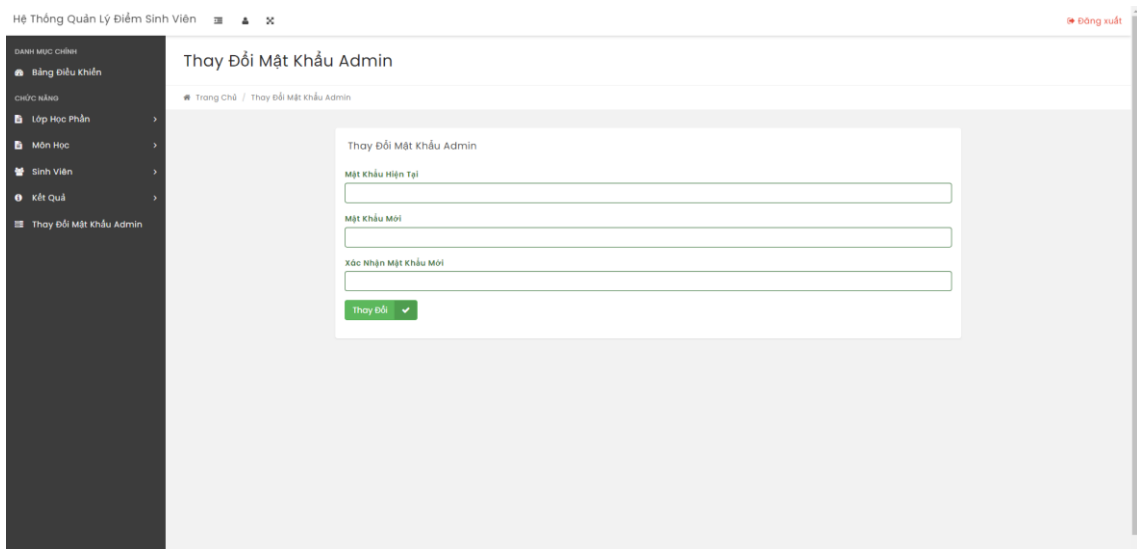 Hệ Thống Quản Lý Điểm Sinh Viên
Đăng xuất
DANH MỤC CHÍNH
Bảng Điều Khiển
CHỨC NĂNG
Lớp Học Phần
Môn Học
Sinh Viên
Kết Quả
Thay Đổi Mật Khẩu Admin
Thay Đổi Mật Khẩu Admin
Trang Chủ / Thay Đổi Mật Khẩu Admin
Thay Đổi Mật Khẩu Admin
Mật Khẩu Hiện Tại
Mật Khẩu Mới
Xác Nhận Mật Khẩu Mới
Thay Đổi